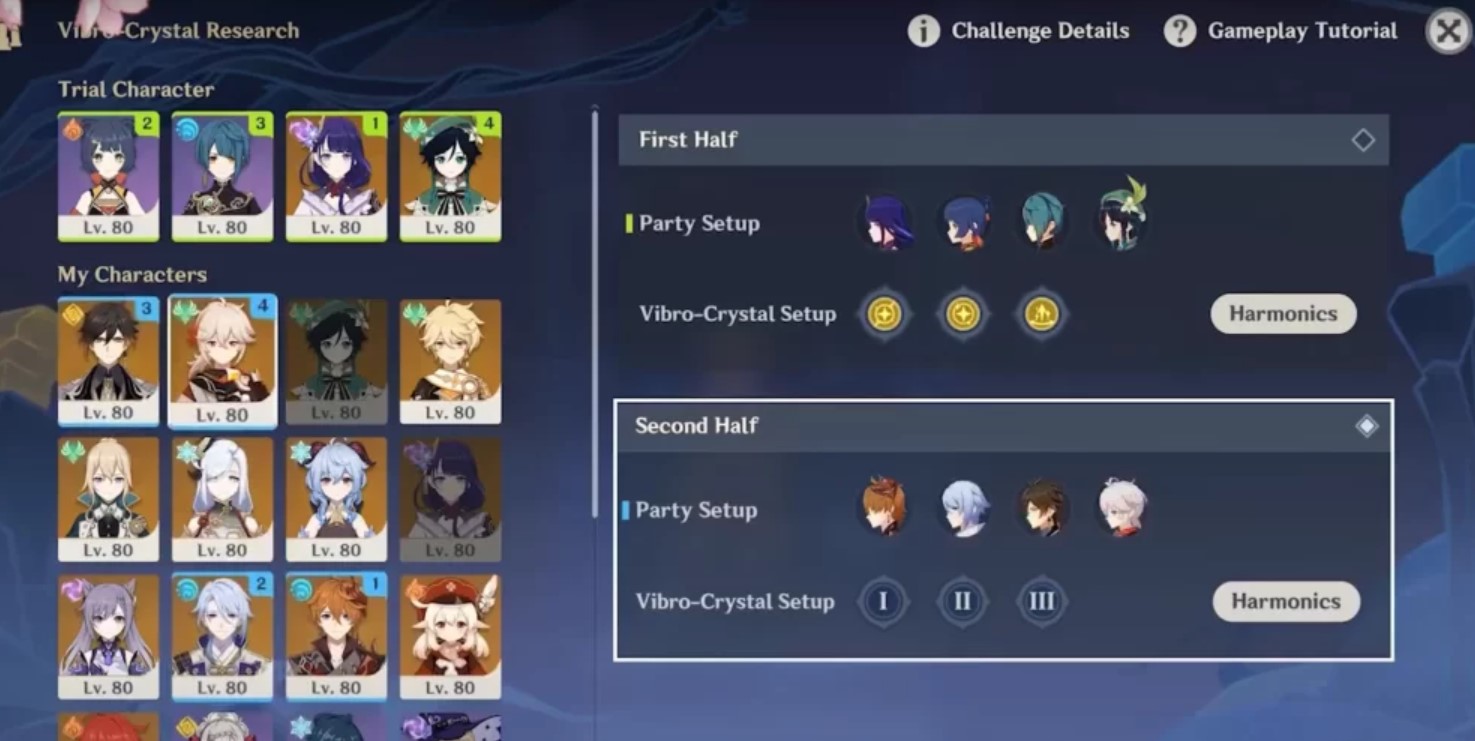 Vibro-Crystal Research
Challenge Details
Gameplay Tutorial
Trial Character
2 3 1 4
Lv. 80 Lv. 80 Lv. 80 Lv. 80
My Characters
3 4
Lv. 80 Lv. 80 Lv. 80 Lv. 80
Lv. 80 Lv. 80 Lv. 80 Lv. 80
2 1
Lv. 80 Lv. 80 Lv. 80 Lv. 80
First Half
Party Setup
Vibro-Crystal Setup
Harmonics
Second Half
Party Setup
Vibro-Crystal Setup I II III
Harmonics